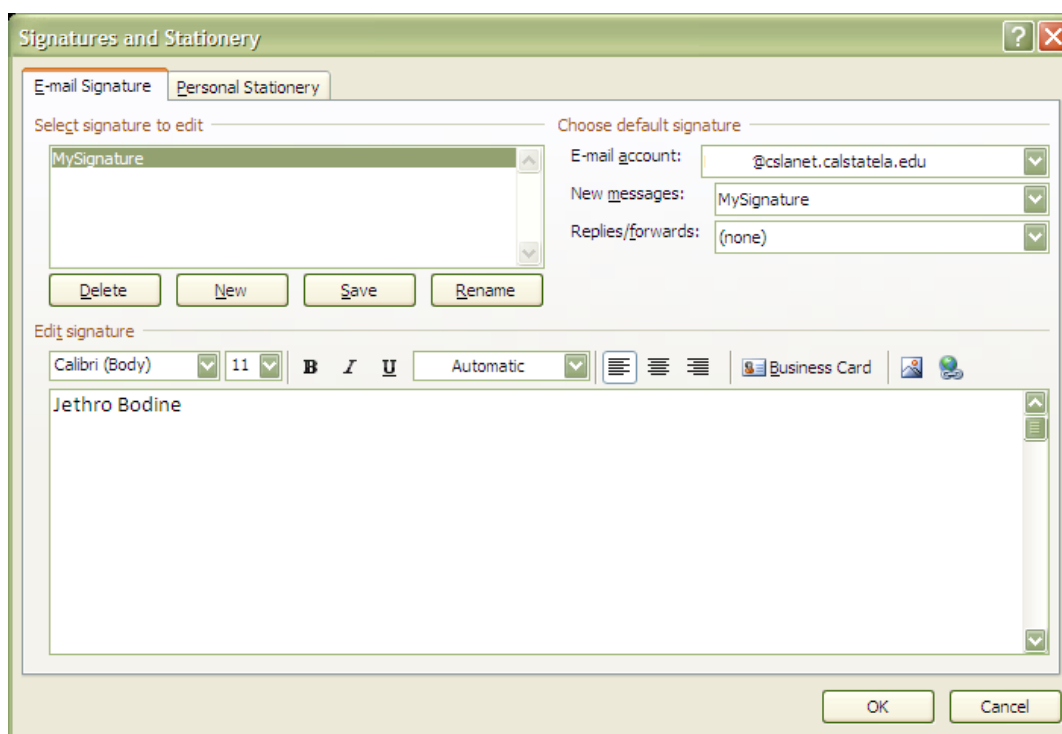 Signatures and Stationery
E-mail Signature
Personal Stationery
Select signature to edit
MySignature
Delete
New
Save
Rename
Choose default signature
E-mail account:
@cslanet.calstatela.edu
New messages:
MySignature
Replies/forwards:
(none)
Edit signature
Calibri (Body)
11
B
I
U
Automatic
Business Card
Jethro Bodine
OK
Cancel